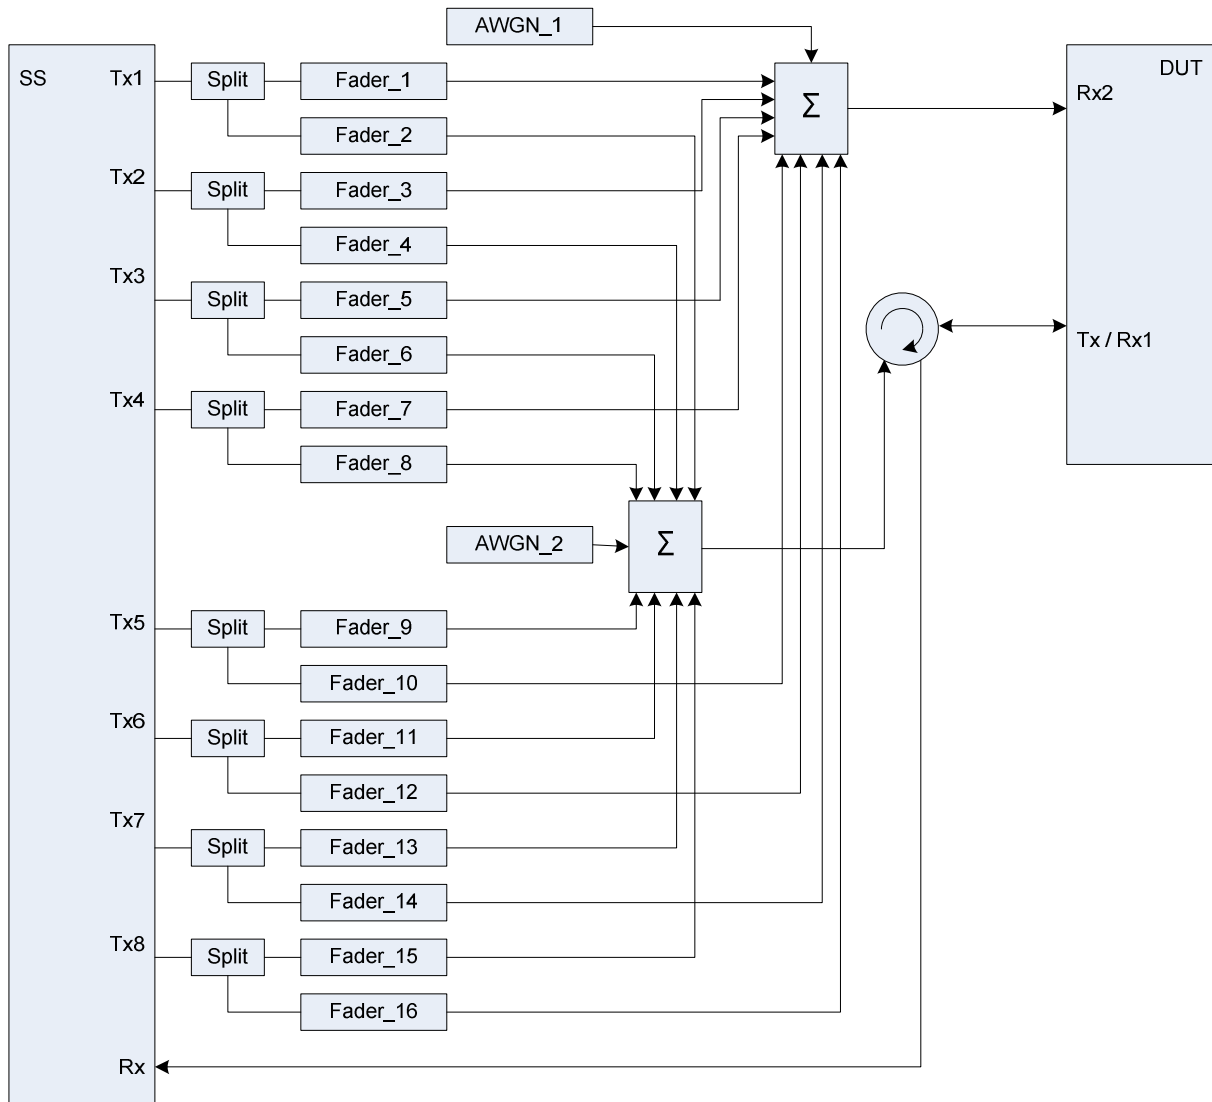 AWGN_1
SS
Tx1
Split
Fader_1
Σ
DUT
Rx2
Fader_2
Tx2
Split
Fader_3
Fader_4
Tx3
Split
Fader_5
Fader_6
Tx / Rx1
Tx4
Split
Fader_7
Fader_8
AWGN_2
Σ
Tx5
Split
Fader_9
Fader_10
Tx6
Split
Fader_11
Fader_12
Tx7
Split
Fader_13
Fader_14
Tx8
Split
Fader_15
Fader_16
Rx